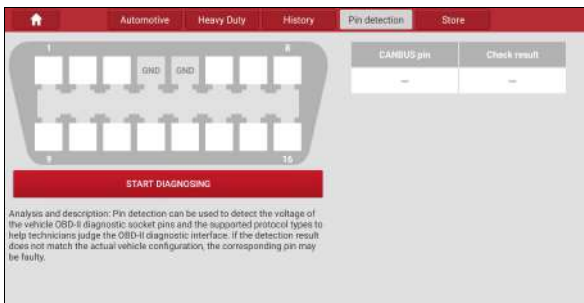 Automotive Heavy Duty History Pin detection Store
1 8
GND GND
9 16
CANBUS pin Check result
— —
START DIAGNOSING
Analysis and description: Pin detection can be used to detect the voltage of
the vehicle OBD-II diagnostic socket pins and the supported protocol types to
help technicians judge the OBD-II diagnostic interface. if the detection result
does not match the actual vehicle configuration, the corresponding pin may
be faulty.